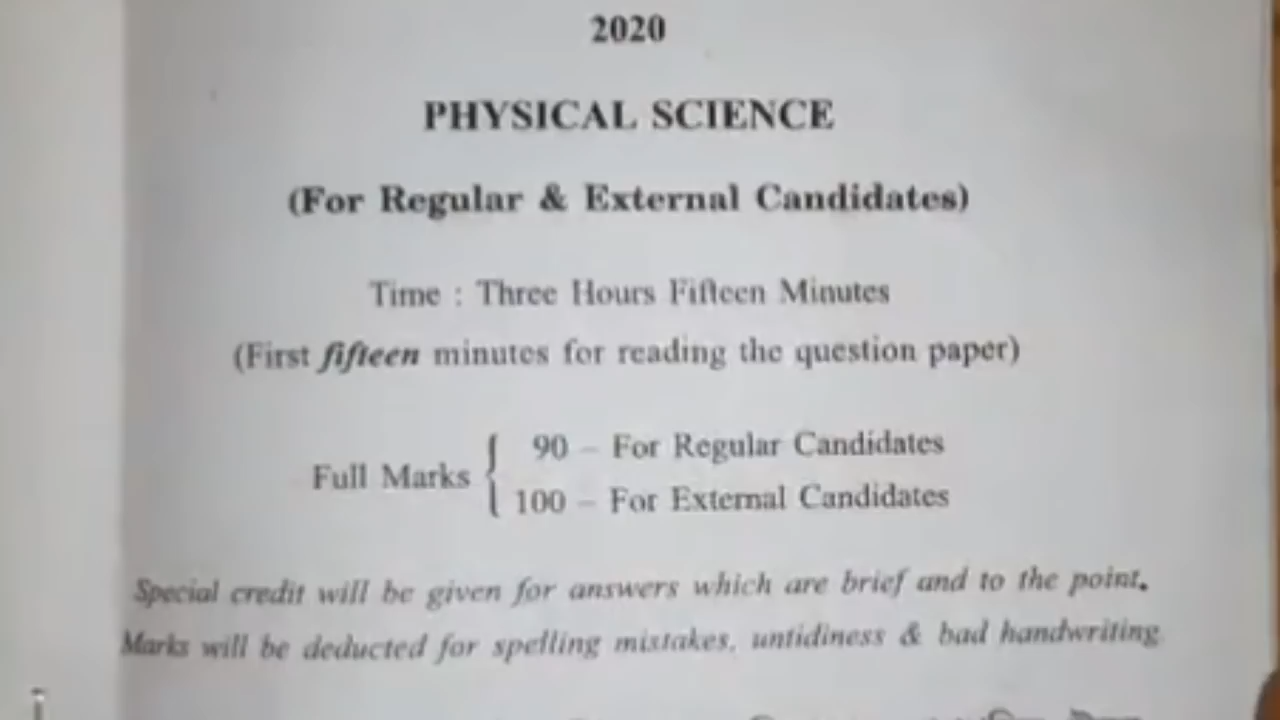 2020
PHYSICAL SCIENCE
(For Regular & External Candidates)
Time : Three Hours Fifteen Minutes
(First fifteen minutes for reading the question paper)
Full Marks { 90 – For Regular Candidates
100 – For External Candidates
Special credit will be given for answers which are brief and to the point.
Marks will be deducted for spelling mistakes, untidiness & bad handwriting